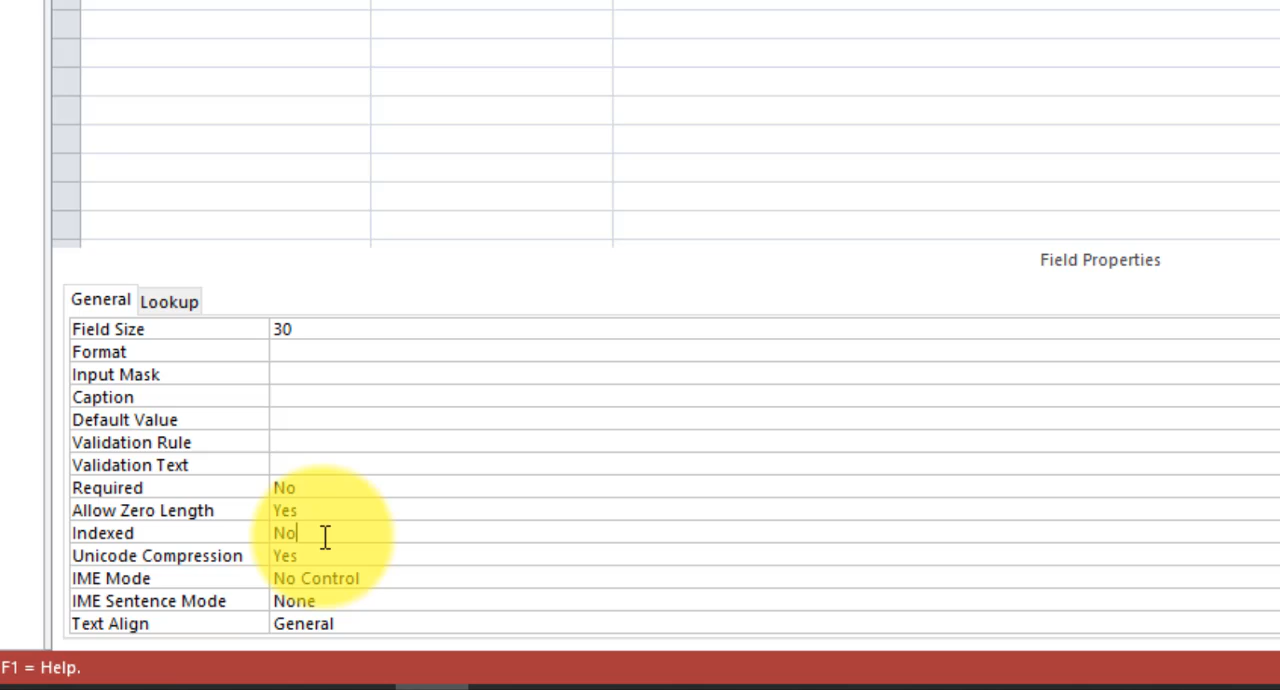 Field Properties
General Lookup
Field Size 30
Format
Input Mask
Caption
Default Value
Validation Rule
Validation Text
Required No
Allow Zero Length Yes
Indexed No
Unicode Compression Yes
IME Mode No Control
IME Sentence Mode None
Text Align General
F1 = Help.